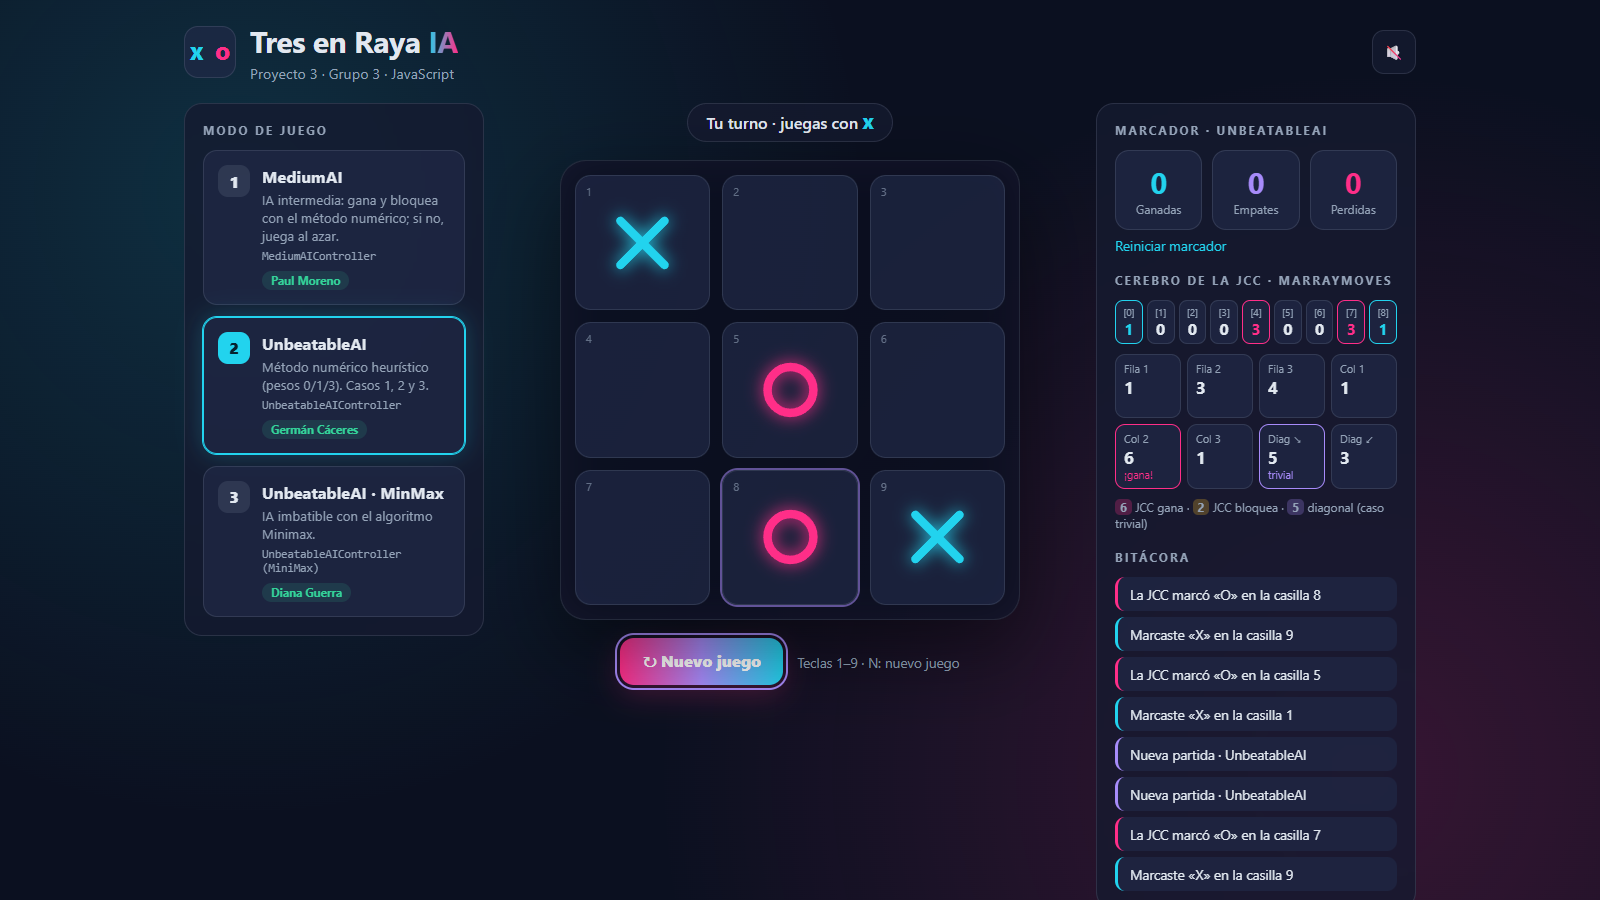 X O
Tres en Raya IA
Proyecto 3 · Grupo 3 · JavaScript
MODO DE JUEGO
1
MediumAI
IA intermedia: gana y bloquea
con el método numérico; si no,
juega al azar.
MediumAIController
Paul Moreno
2
UnbeatableAI
Método numérico heurístico
(pesos 0/1/3). Casos 1, 2 y 3.
UnbeatableAIController
Germán Cáceres
3
UnbeatableAI · MinMax
IA imbatible con el algoritmo
Minimax.
UnbeatableAIController
(MiniMax)
Diana Guerra
Tu turno · juegas con X
1 2 3
4 5 6
7 8 9
↻ Nuevo juego
Teclas 1–9 · N: nuevo juego
MARCADOR · UNBEATABLEAI
0 0 0
Ganadas Empates Perdidas
Reiniciar marcador
CEREBRO DE LA JCC · MARRAYMOVES
[0] [1] [2] [3] [4] [5] [6] [7] [8]
1 0 0 0 3 0 0 3 1
Fila 1 Fila 2 Fila 3 Col 1
1 3 4 1
Col 2 Col 3 Diag ↘ Diag ↙
6 1 5 3
¡gana! trivial
6 JCC gana · 2 JCC bloquea · 5 diagonal (caso
trivial)
BITÁCORA
La JCC marcó «O» en la casilla 8
Marcaste «X» en la casilla 9
La JCC marcó «O» en la casilla 5
Marcaste «X» en la casilla 1
Nueva partida · UnbeatableAI
Nueva partida · UnbeatableAI
La JCC marcó «O» en la casilla 7
Marcaste «X» en la casilla 9